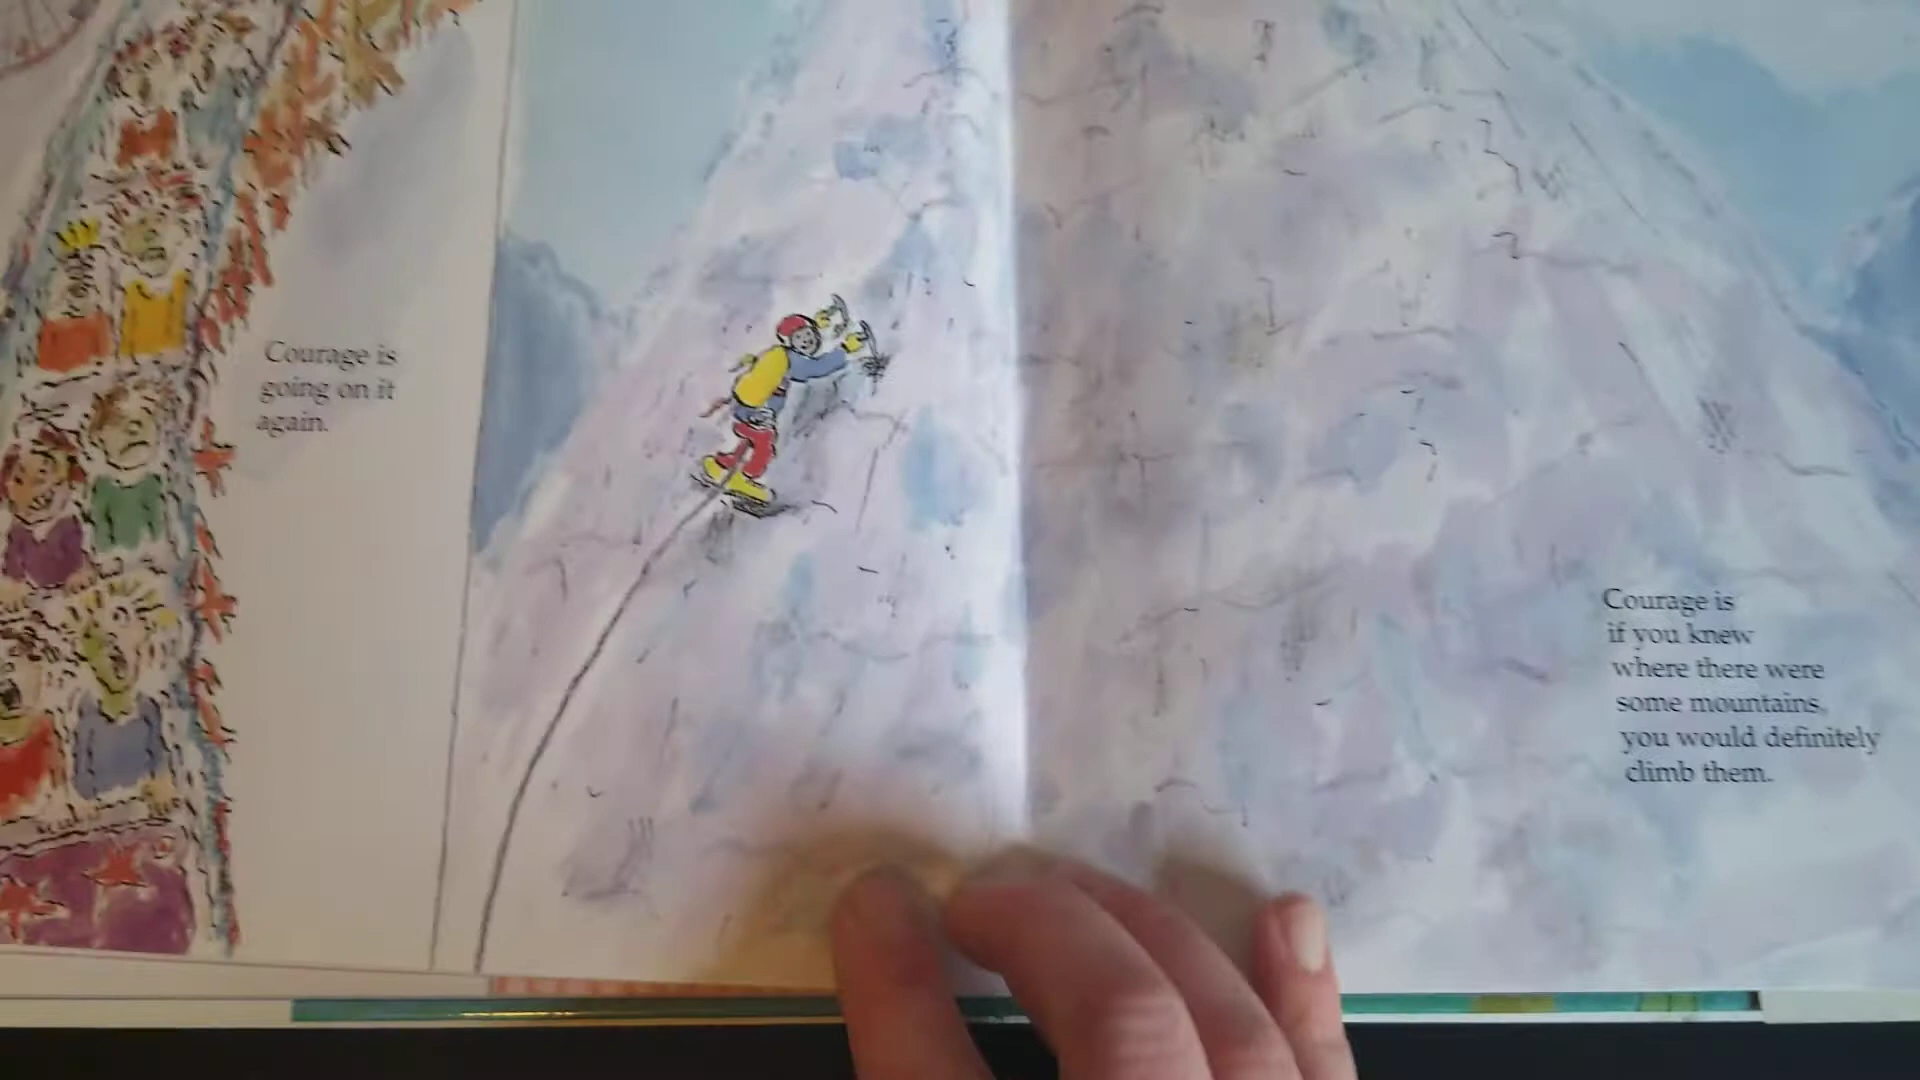 Courage is
going on it
again.
Courage is
if you knew
where there were
some mountains,
you would definitely
climb them.